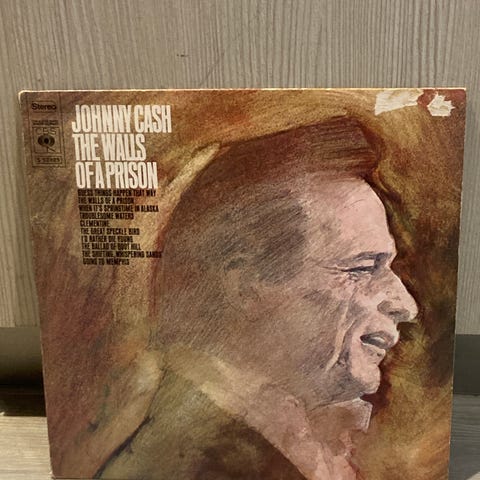 Stereo
CBS
JOHNNY CASH
THE WALLS
OF A PRISON
GUESS THINGS HAPPEN THAT WAY
THE WALLS OF A PRISON
WHEN IT'S SPRINGTIME IN ALASKA
TROUBLESOME WATERS
CLEMENTINE
THE GREAT SPECKLE BIRD
I'D RATHER DIE YOUNG
THE BALLAD OF BOOT HILL
THE SHIFTING, WHISPERING SANDS
GOING TO MEMPHIS